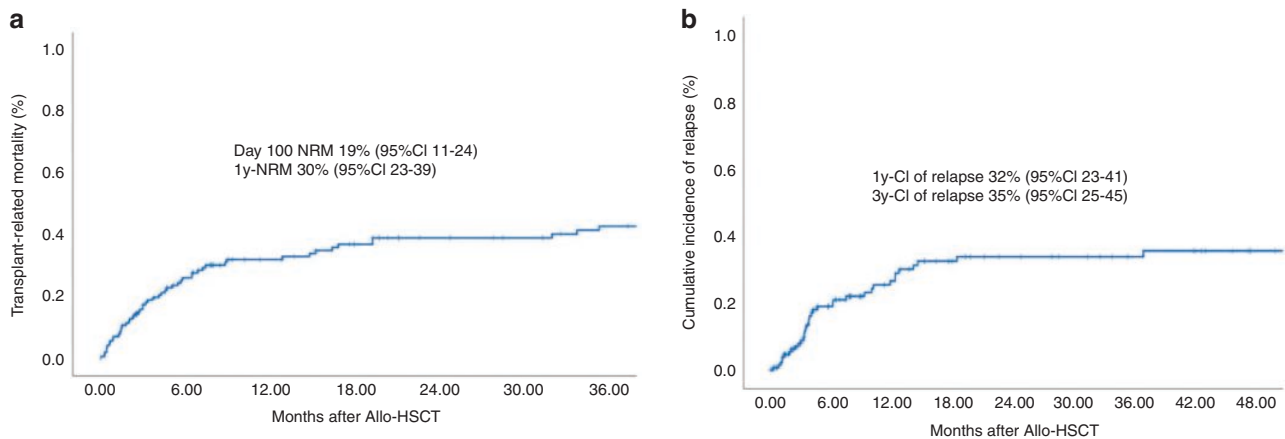 a
Transplant-related mortality (%)
1.0
0.8
0.6
0.4
0.2
0.0
Day 100 NRM 19% (95%CI 11-24)
1y-NRM 30% (95%CI 23-39)
0.00 6.00 12.00 18.00 24.00 30.00 36.00
Months after Allo-HSCT
b
Cumulative incidence of relapse (%)
1.0
0.8
0.6
0.4
0.2
0.0
1y-CI of relapse 32% (95%CI 23-41)
3y-CI of relapse 35% (95%CI 25-45)
0.00 6.00 12.00 18.00 24.00 30.00 36.00 42.00 48.00
Months after Allo-HSCT